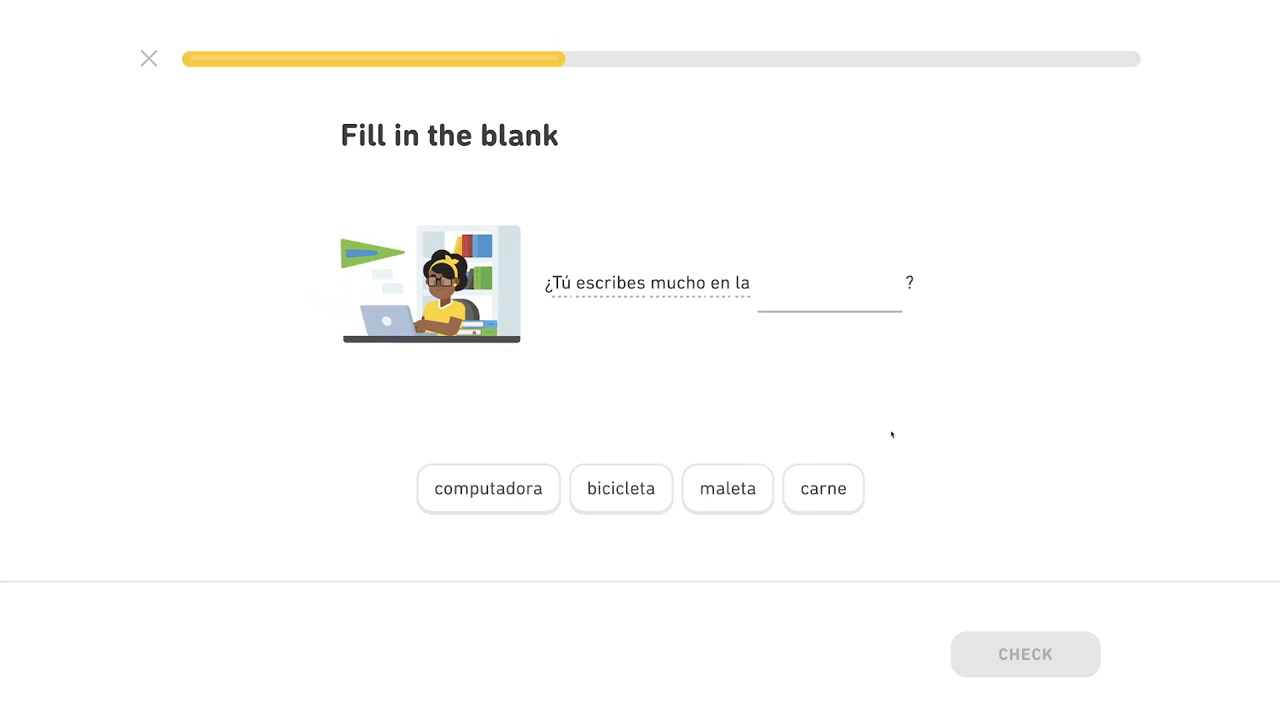 Fill in the blank
¿Tú escribes mucho en la ?
computadora bicicleta maleta carne
CHECK